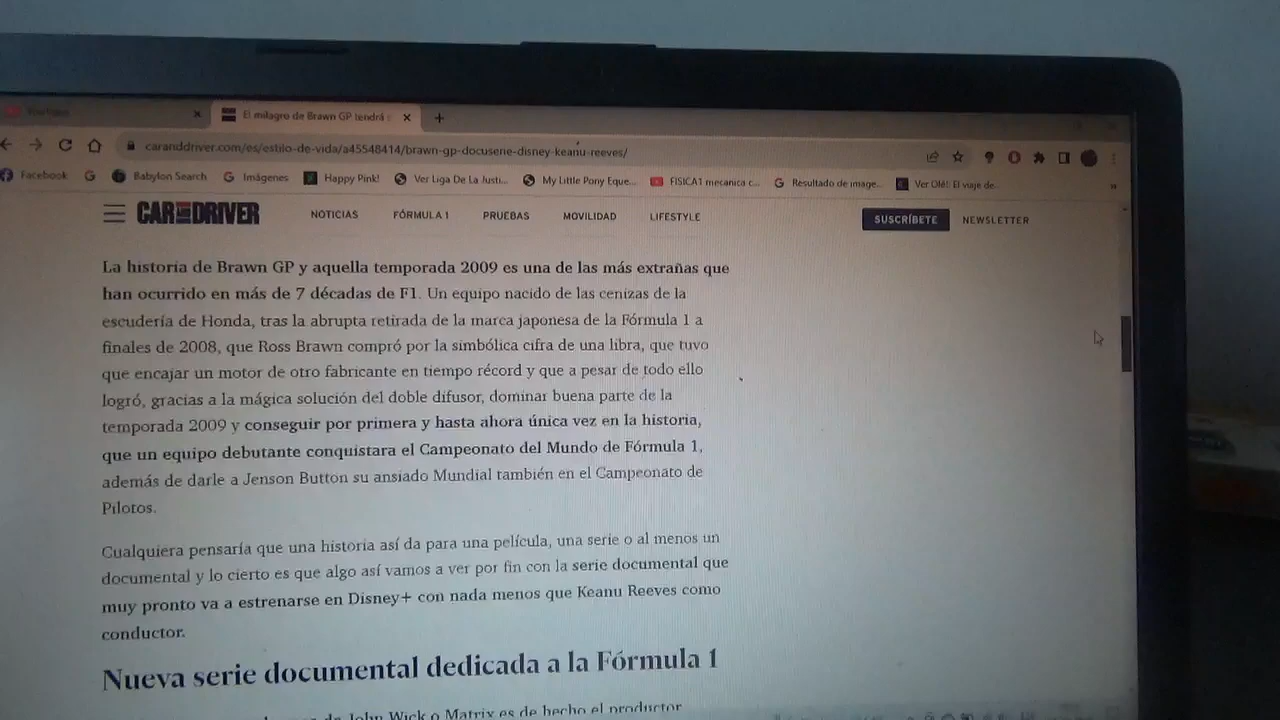 YouTube
El milagro de Brawn GP tendrá
caranddriver.com/es/estilo-de-vida/a45548414/brawn-gp-docuserie-disney-keanu-reeves/
Facebook Babylon Search Imágenes Happy Pink! Ver Liga De La Justi... My Little Pony Eque... FISICA1 mecanica c... Resultado de image... Ver Olé! El viaje de... »
CAR AND DRIVER NOTICIAS FÓRMULA 1 PRUEBAS MOVILIDAD LIFESTYLE SUSCRÍBETE NEWSLETTER
La historia de Brawn GP y aquella temporada 2009 es una de las más extrañas que
han ocurrido en más de 7 décadas de F1. Un equipo nacido de las cenizas de la
escudería de Honda, tras la abrupta retirada de la marca japonesa de la Fórmula 1 a
finales de 2008, que Ross Brawn compró por la simbólica cifra de una libra, que tuvo
que encajar un motor de otro fabricante en tiempo récord y que a pesar de todo ello
logró, gracias a la mágica solución del doble difusor, dominar buena parte de la
temporada 2009 y conseguir por primera y hasta ahora única vez en la historia,
que un equipo debutante conquistara el Campeonato del Mundo de Fórmula 1,
además de darle a Jenson Button su ansiado Mundial también en el Campeonato de
Pilotos.
Cualquiera pensaría que una historia así da para una película, una serie o al menos un
documental y lo cierto es que algo así vamos a ver por fin con la serie documental que
muy pronto va a estrenarse en Disney+ con nada menos que Keanu Reeves como
conductor.
Nueva serie documental dedicada a la Fórmula 1
de John Wick o Matrix es de hecho el productor